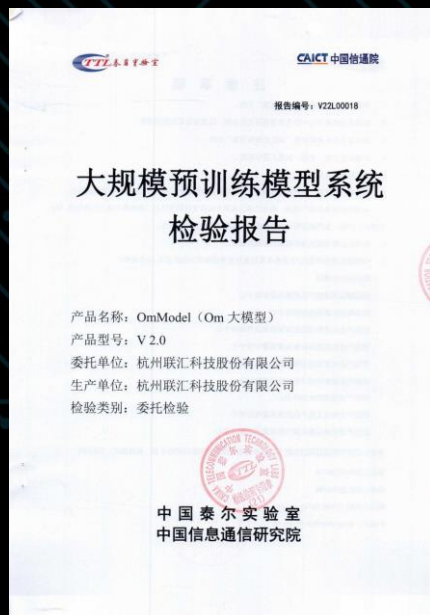 TTL 泰尔实验室
CAICT 中国信通院
报告编号：V22L00018
大规模预训练模型系统
检验报告
产品名称：OmModel（Om 大模型）
产品型号：V 2.0
委托单位：杭州联汇科技股份有限公司
生产单位：杭州联汇科技股份有限公司
检验类别：委托检验
中国泰尔实验室
中国信息通信研究院